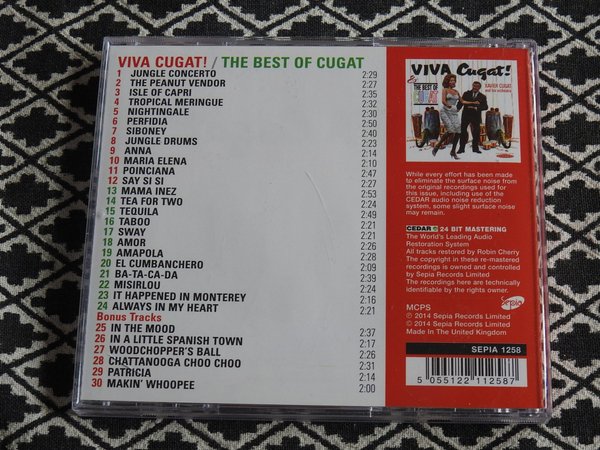 VIVA CUGAT! / THE BEST OF CUGAT
1 JUNGLE CONCERTO 2:29
2 THE PEANUT VENDOR 2:27
3 ISLE OF CAPRI 2:35
4 TROPICAL MERINGUE 2:32
5 NIGHTINGALE 2:30
6 PERFIDIA 2:50
7 SIBONEY 2:40
8 JUNGLE DRUMS 2:23
9 ANNA 2:14
10 MARIA ELENA 2:10
11 POINCIANA
12 SAY SI SI 2:27
13 MAMA INEZ 2:53
14 TEA FOR TWO 2:24
15 TEQUILA 2:49
16 TABOO 2:21
17 SWAY 2:21
18 AMOR 2:28
19 AMAPOLA 2:09
20 EL CUMBANCHERO 2:39
21 BA-TA-CA-DA
22 MISIRLOU
23 IT HAPPENED IN MONTEREY 2:16
24 ALWAYS IN MY HEART 2:21
Bonus Tracks
25 IN THE MOOD 2:37
26 IN A LITTLE SPANISH TOWN
27 WOODCHOPPER'S BALL 2:26
28 CHATTANOOGA CHOO CHOO 2:31
29 PATRICIA 2:14
30 MAKIN' WHOOPEE 2:00
VIVA Cugat!
THE BEST OF
XAVIER CUGAT
and his orchestra
While every effort has been made
to eliminate the surface noise from
the original recordings used for
this issue, including use of the
CEDAR audio noise reduction
system, some slight surface noise
may remain.
CEDAR 24 BIT MASTERING
The World's Leading Audio
Restoration System
All tracks restored by Robin Cherry
The copyright in these re-mastered
recordings is owned and controlled
by Sepia Records Limited
The recordings here are technically
identifiable by the rights owner.
MCPS
℗ 2014 Sepia Records Limited
© 2014 Sepia Records Limited
Made In The United Kingdom
Sepia
SEPIA 1258
5 055122 112587